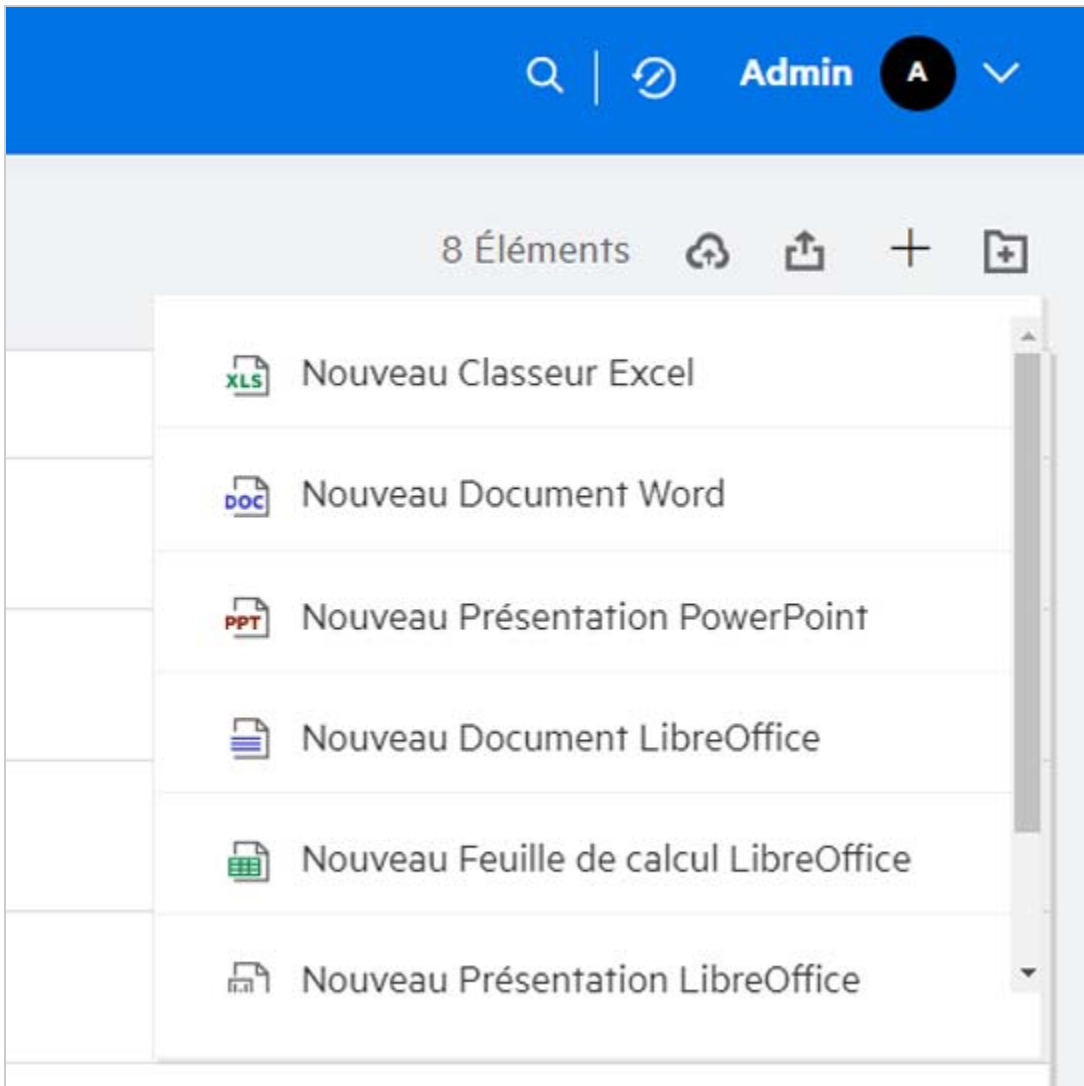 Admin A
8 Éléments
XLS Nouveau Classeur Excel
DOC Nouveau Document Word
PPT Nouveau Présentation PowerPoint
Nouveau Document LibreOffice
Nouveau Feuille de calcul LibreOffice
Nouveau Présentation LibreOffice